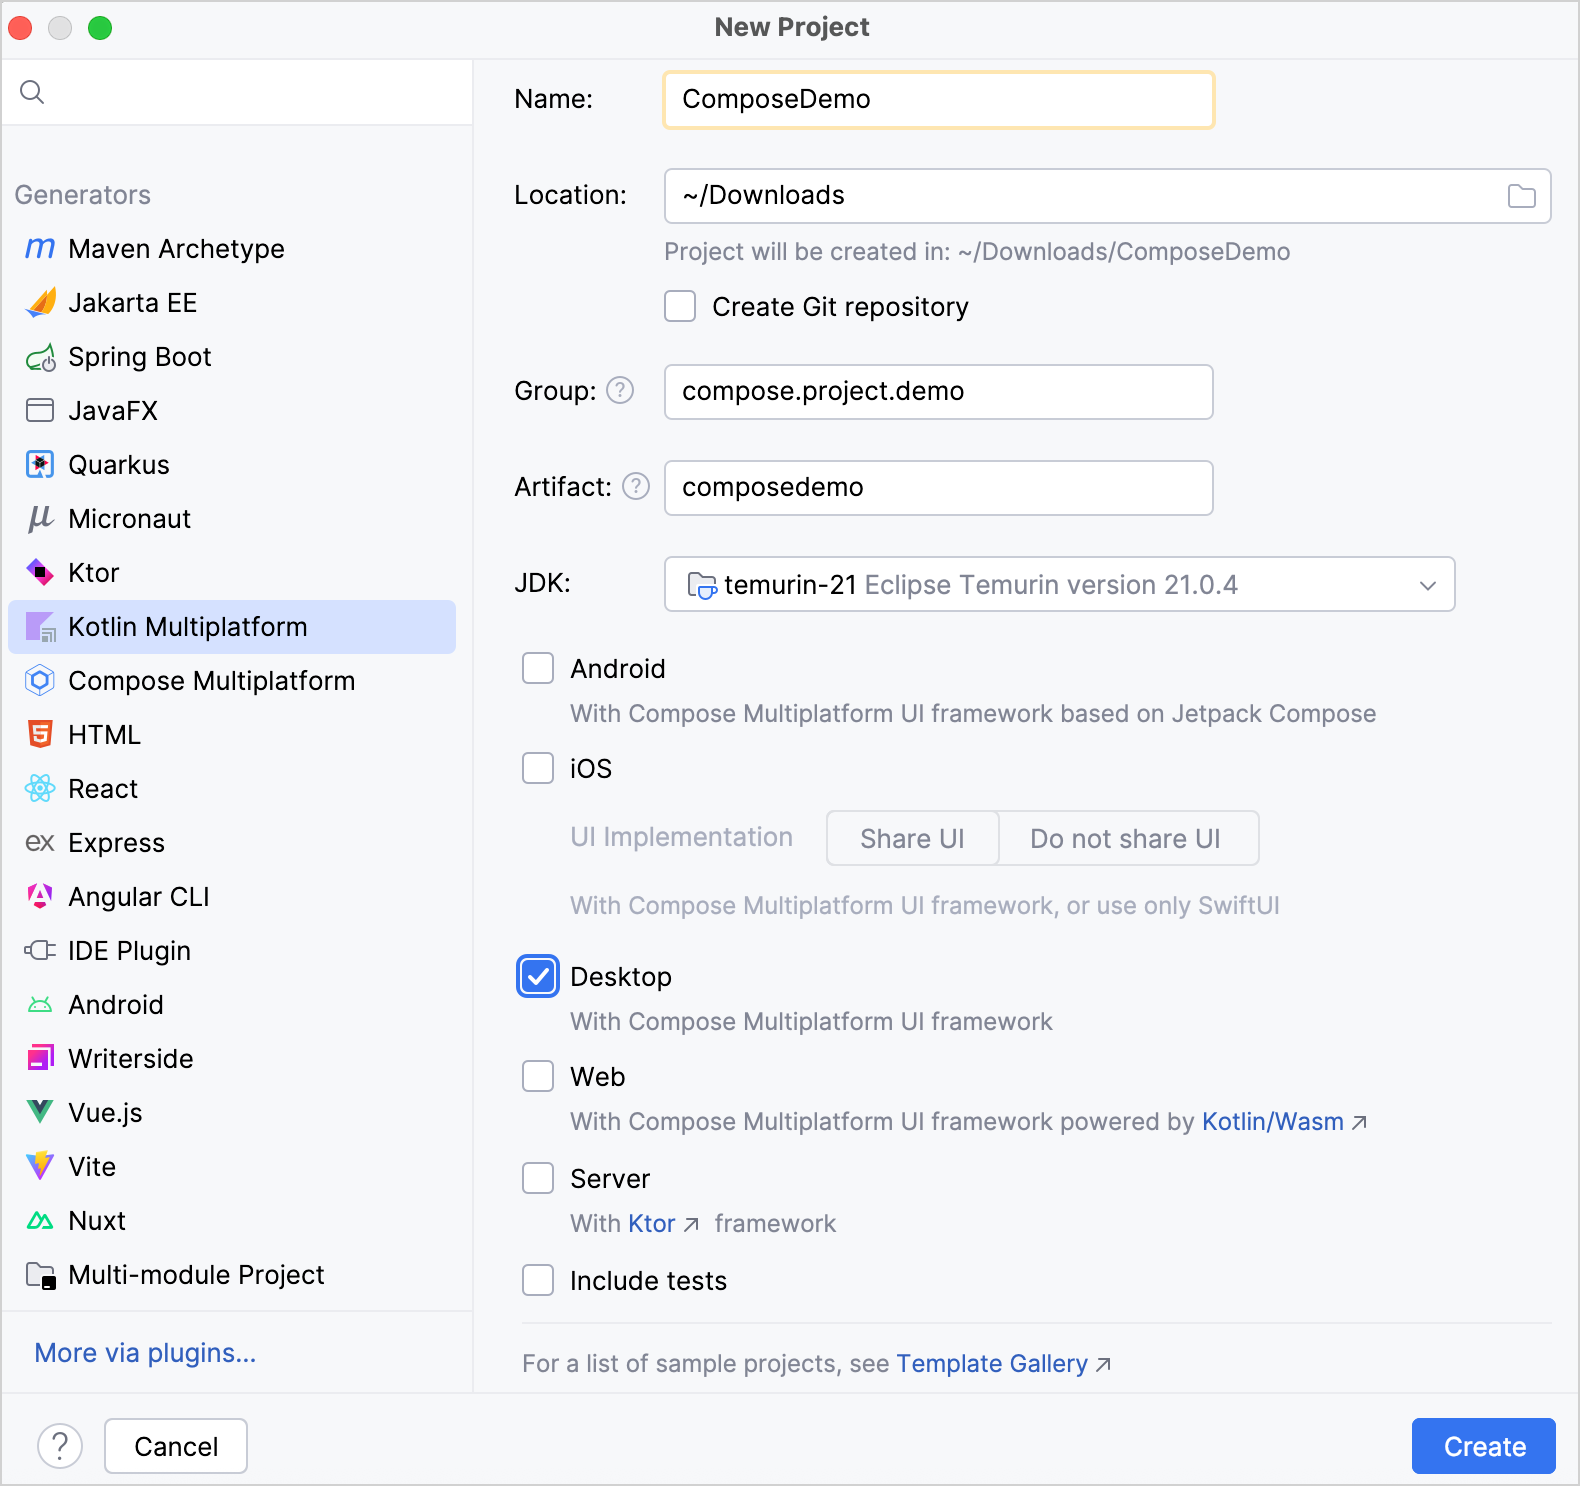 New Project
Generators
Maven Archetype
Jakarta EE
Spring Boot
JavaFX
Quarkus
μ Micronaut
Ktor
Kotlin Multiplatform
Compose Multiplatform
HTML
React
ex Express
Angular CLI
IDE Plugin
Android
Writerside
Vue.js
Vite
Nuxt
Multi-module Project
More via plugins...
Name: ComposeDemo
Location: ~/Downloads
Project will be created in: ~/Downloads/ComposeDemo
Create Git repository
Group: ? compose.project.demo
Artifact: ? composedemo
JDK: temurin-21 Eclipse Temurin version 21.0.4
Android
With Compose Multiplatform UI framework based on Jetpack Compose
iOS
UI Implementation Share UI Do not share UI
With Compose Multiplatform UI framework, or use only SwiftUI
Desktop
With Compose Multiplatform UI framework
Web
With Compose Multiplatform UI framework powered by Kotlin/Wasm ↗
Server
With Ktor ↗ framework
Include tests
For a list of sample projects, see Template Gallery ↗
? Cancel Create